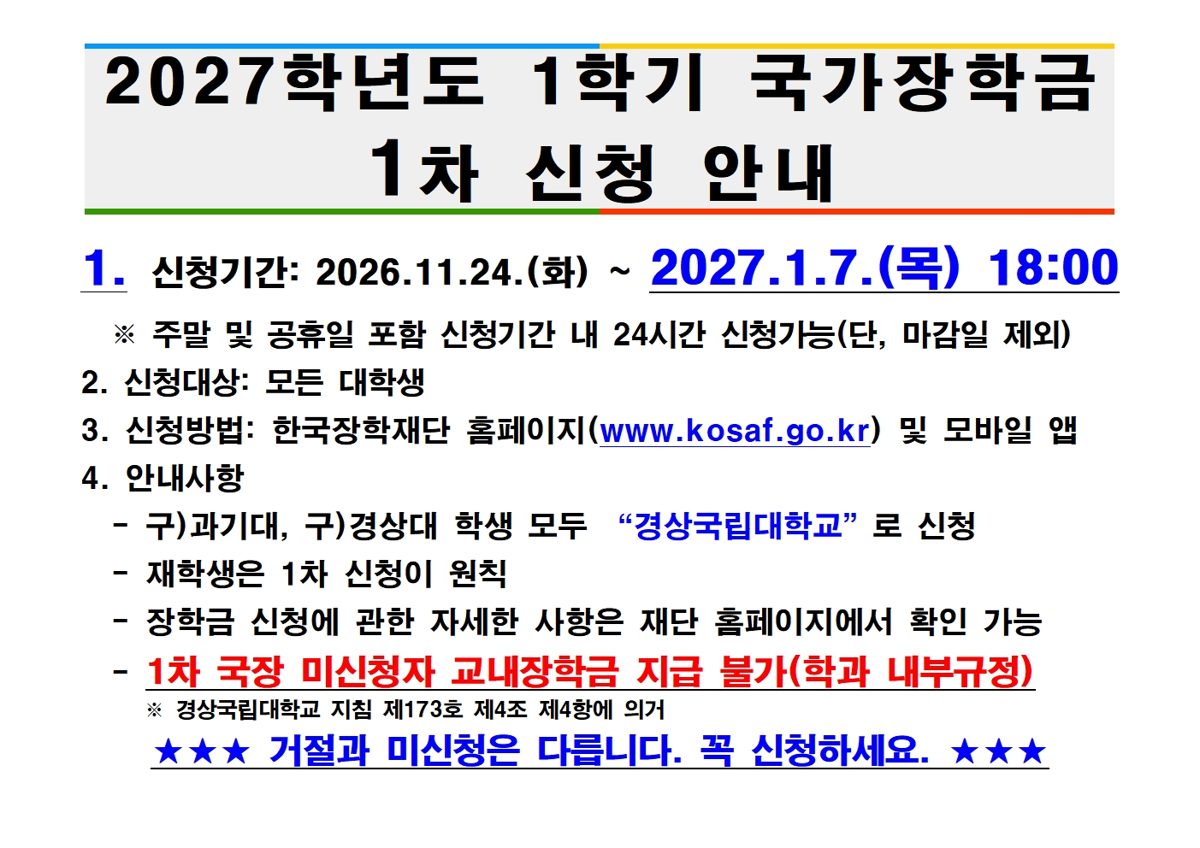 2027학년도 1학기 국가장학금
1차 신청 안내
1. 신청기간: 2026.11.24.(화) ~ 2027.1.7.(목) 18:00
※ 주말 및 공휴일 포함 신청기간 내 24시간 신청가능(단, 마감일 제외)
2. 신청대상: 모든 대학생
3. 신청방법: 한국장학재단 홈페이지(www.kosaf.go.kr) 및 모바일 앱
4. 안내사항
- 구)과기대, 구)경상대 학생 모두 “경상국립대학교” 로 신청
- 재학생은 1차 신청이 원칙
- 장학금 신청에 관한 자세한 사항은 재단 홈페이지에서 확인 가능
- 1차 국장 미신청자 교내장학금 지급 불가(학과 내부규정)
※ 경상국립대학교 지침 제173호 제4조 제4항에 의거
★★★ 거절과 미신청은 다릅니다. 꼭 신청하세요. ★★★